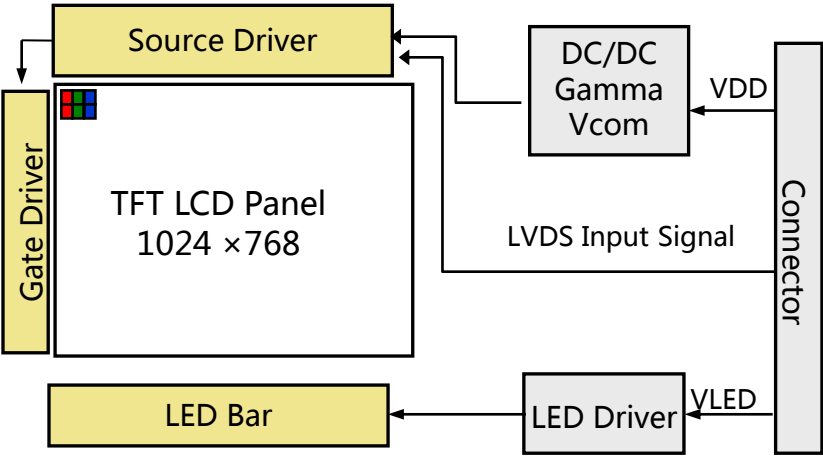 Source Driver
DC/DC
Gamma
Vcom
VDD
Gate Driver
TFT LCD Panel
1024 ×768
LVDS Input Signal
Connector
LED Bar
LED Driver
VLED